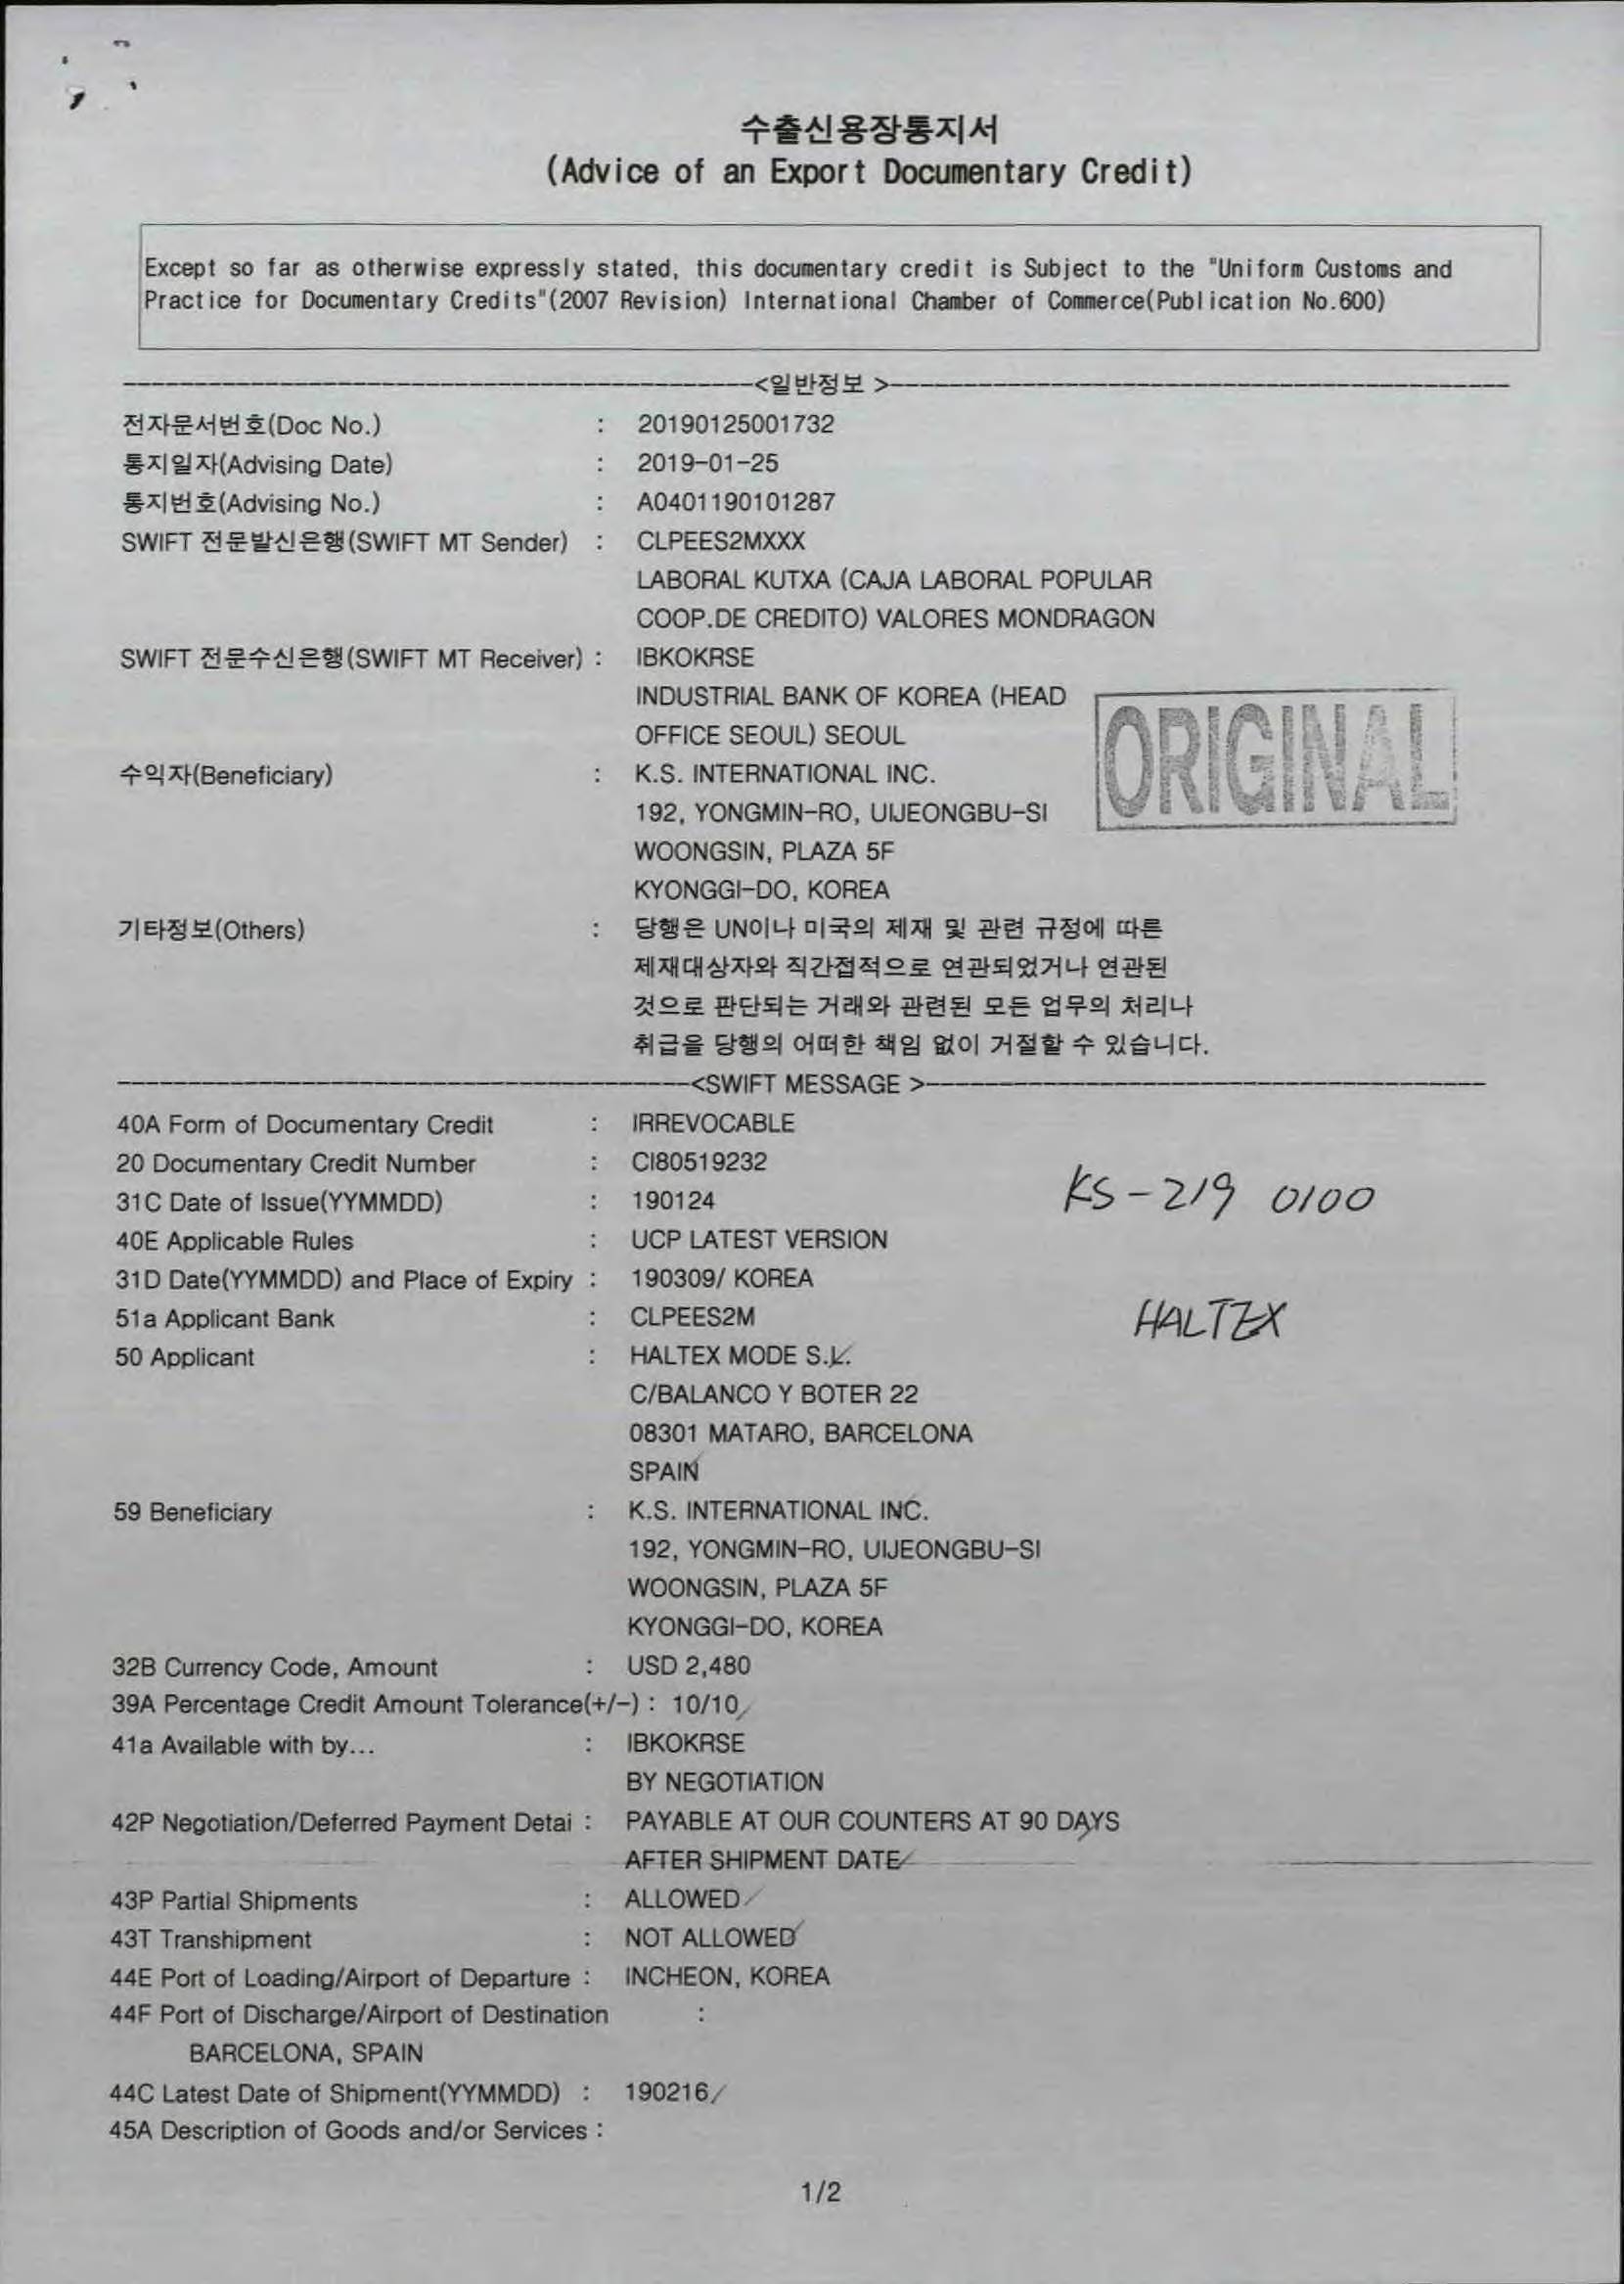 수출신용장통지서
(Advice of an Export Documentary Credit)
Except so far as otherwise expressly stated, this documentary credit is Subject to the "Uniform Customs and
Practice for Documentary Credits"(2007 Revision) International Chamber of Commerce(Publication No.600)
<일반정보 >
전자문서번호(Doc No.) : 20190125001732
통지일자(Advising Date) : 2019-01-25
통지번호(Advising No.) : A0401190101287
SWIFT 전문발신은행(SWIFT MT Sender) : CLPEES2MXXX
LABORAL KUTXA (CAJA LABORAL POPULAR
COOP.DE CREDITO) VALORES MONDRAGON
SWIFT 전문수신은행(SWIFT MT Receiver) : IBKOKRSE
INDUSTRIAL BANK OF KOREA (HEAD
OFFICE SEOUL) SEOUL
ORIGINAL
수익자(Beneficiary) : K.S. INTERNATIONAL INC.
192, YONGMIN-RO, UIJEONGBU-SI
WOONGSIN, PLAZA 5F
KYONGGI-DO, KOREA
기타정보(Others) : 당행은 UN이나 미국의 제재 및 관련 규정에 따른
제재대상자와 직간접적으로 연관되었거나 연관된
것으로 판단되는 거래와 관련된 모든 업무의 처리나
취급을 당행의 어떠한 책임 없이 거절할 수 있습니다.
<SWIFT MESSAGE >
40A Form of Documentary Credit : IRREVOCABLE
20 Documentary Credit Number : CI80519232
31C Date of Issue(YYMMDD) : 190124
KS-219 0100
40E Applicable Rules : UCP LATEST VERSION
31D Date(YYMMDD) and Place of Expiry : 190309/ KOREA
51a Applicant Bank : CLPEES2M
HALTEX
50 Applicant : HALTEX MODE S.L.
C/BALANCO Y BOTER 22
08301 MATARO, BARCELONA
SPAIN
59 Beneficiary : K.S. INTERNATIONAL INC.
192, YONGMIN-RO, UIJEONGBU-SI
WOONGSIN, PLAZA 5F
KYONGGI-DO, KOREA
32B Currency Code, Amount : USD 2,480
39A Percentage Credit Amount Tolerance(+/-) : 10/10
41a Available with by... : IBKOKRSE
BY NEGOTIATION
42P Negotiation/Deferred Payment Detai : PAYABLE AT OUR COUNTERS AT 90 DAYS
AFTER SHIPMENT DATE
43P Partial Shipments : ALLOWED
43T Transhipment : NOT ALLOWED
44E Port of Loading/Airport of Departure : INCHEON, KOREA
44F Port of Discharge/Airport of Destination :
BARCELONA, SPAIN
44C Latest Date of Shipment(YYMMDD) : 190216
45A Description of Goods and/or Services :
1/2